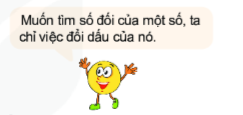 Muốn tìm số đối của một số, ta
chỉ việc đổi dấu của nó.